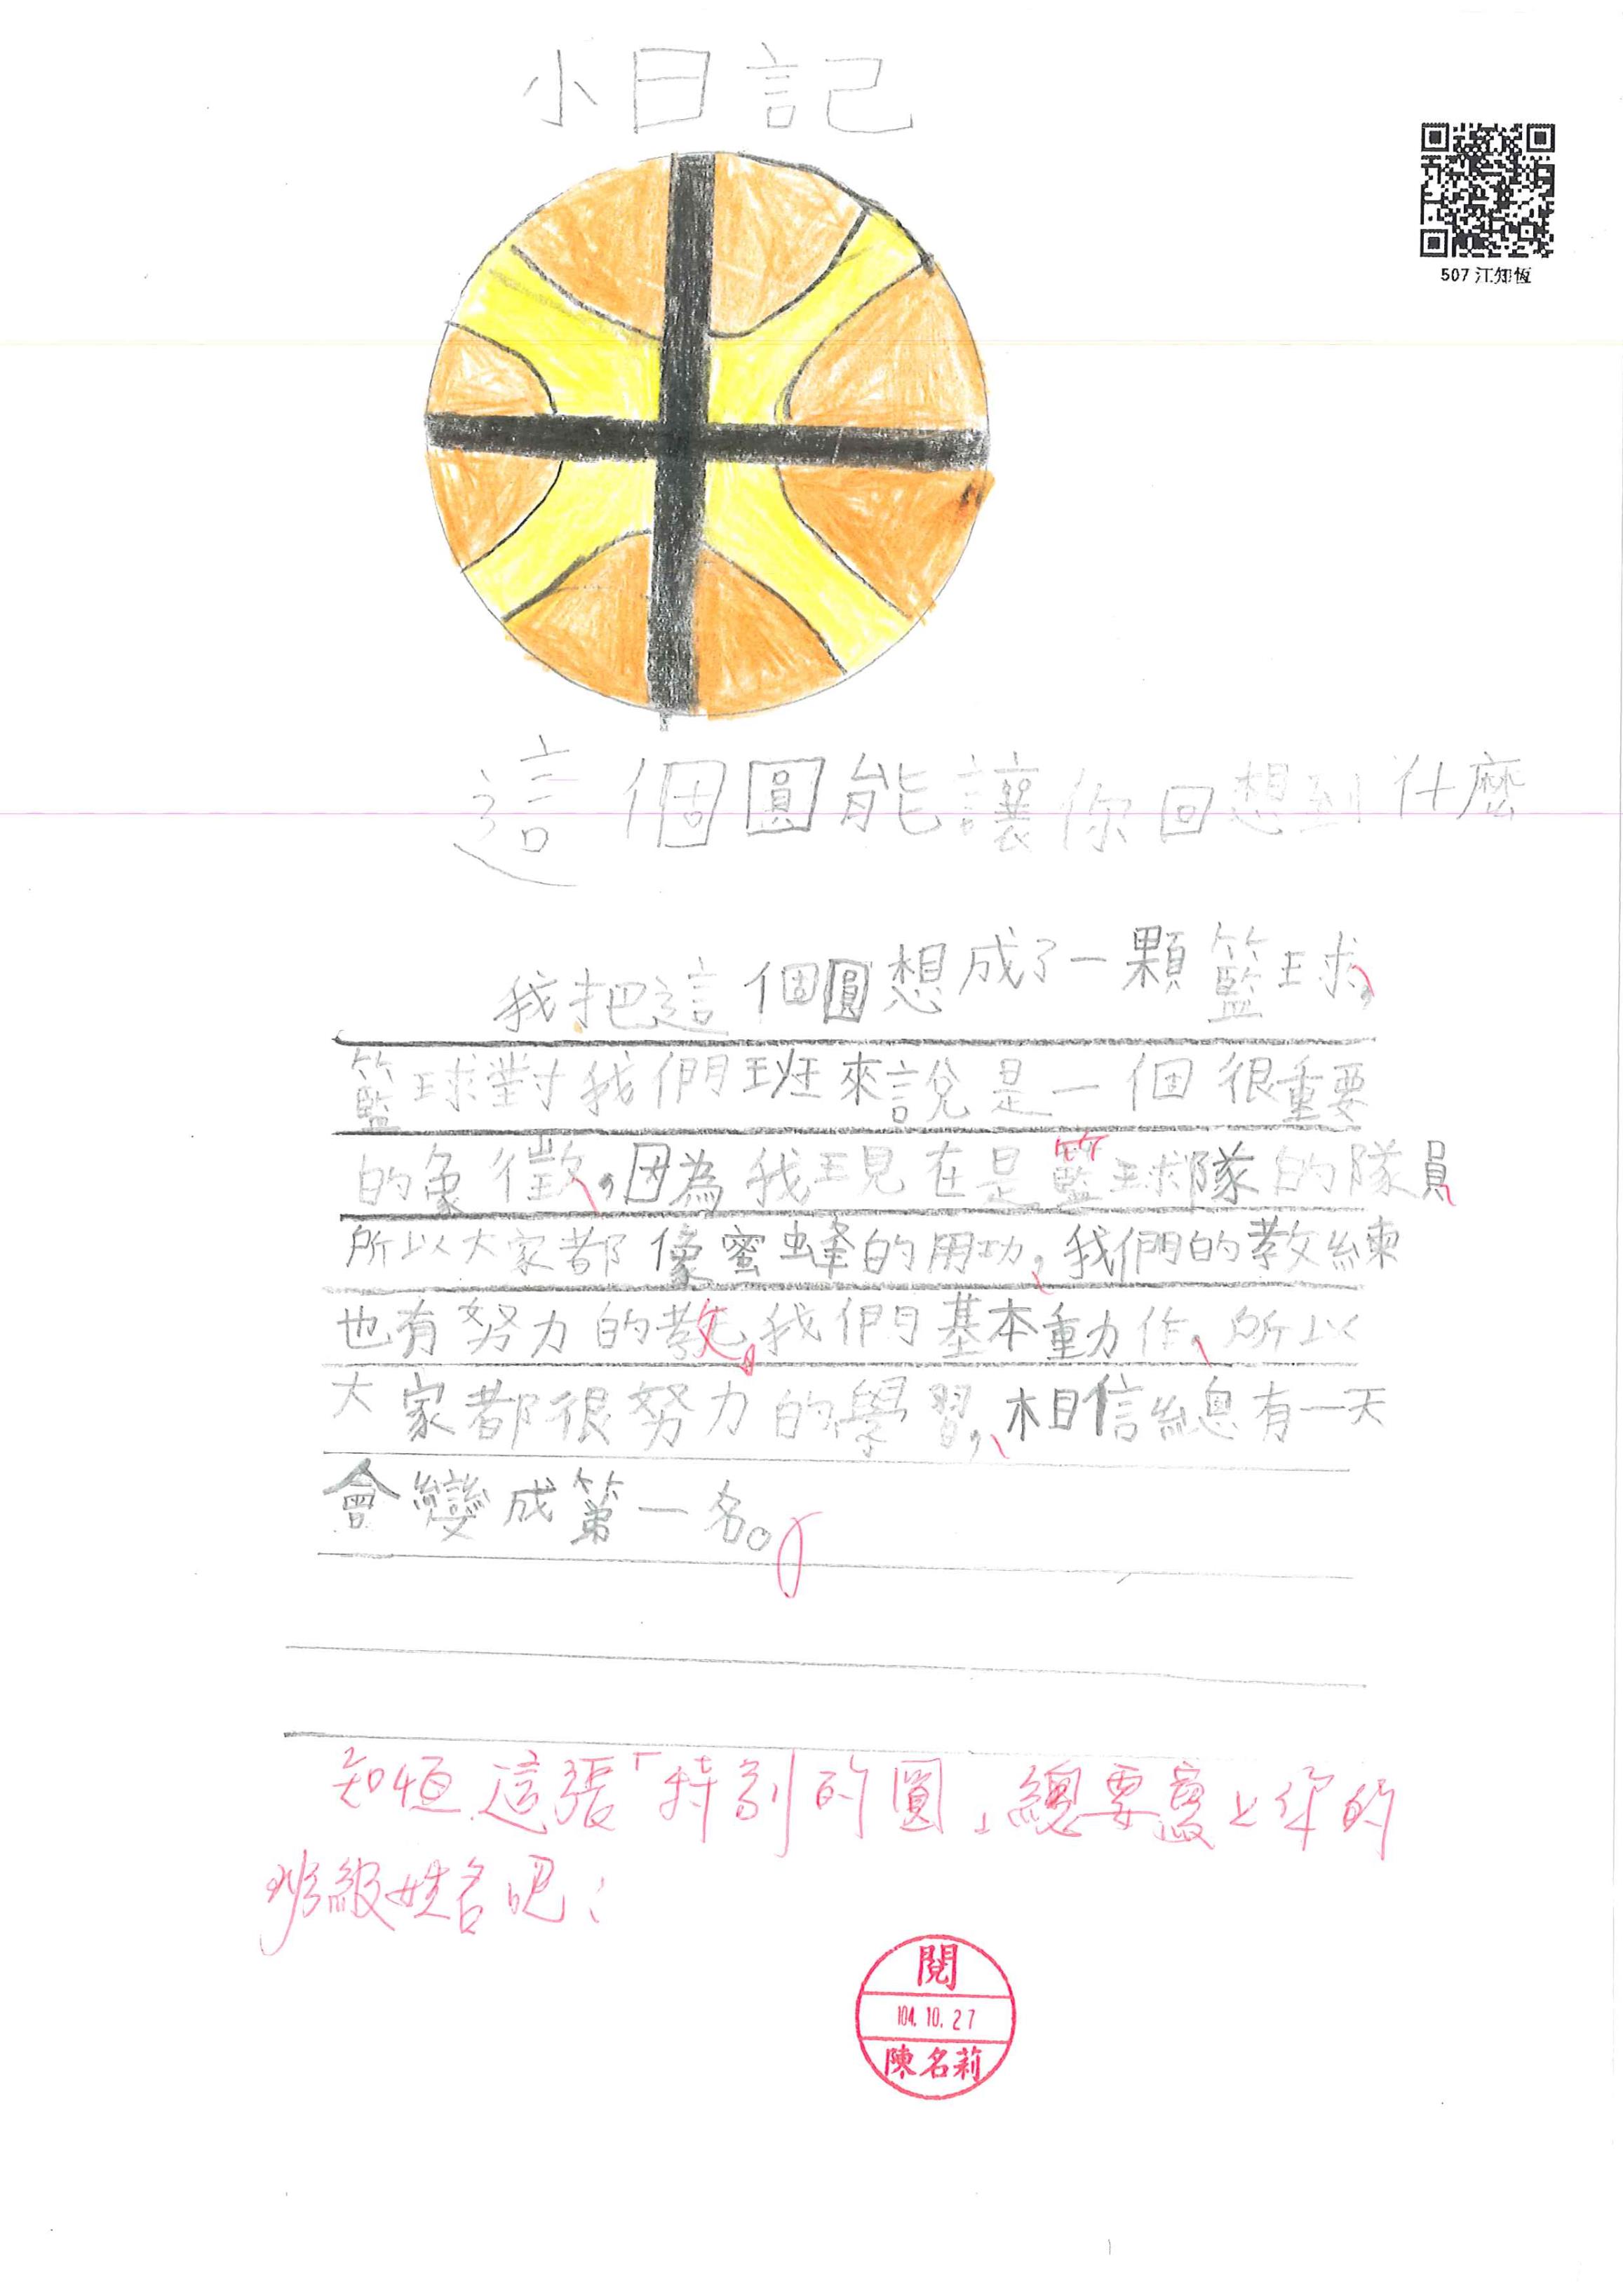 小日記
507 江知恆
這個圓能讓你回想到什麼
我把這個圓想成了一顆籃球,
籃球對我們班來說是一個很重要
的象徵,因為我現在是籃球隊的隊員,
所以大家都像蜜蜂的用功,我們的教練
也有努力的教。我們基本動作,所以
大家都很努力的學習,相信總有一天
會變成第一名。
知恆,這張「特別的圓」總要寫上你的
班級姓名吧!
閱
104.10.27
陳名莉